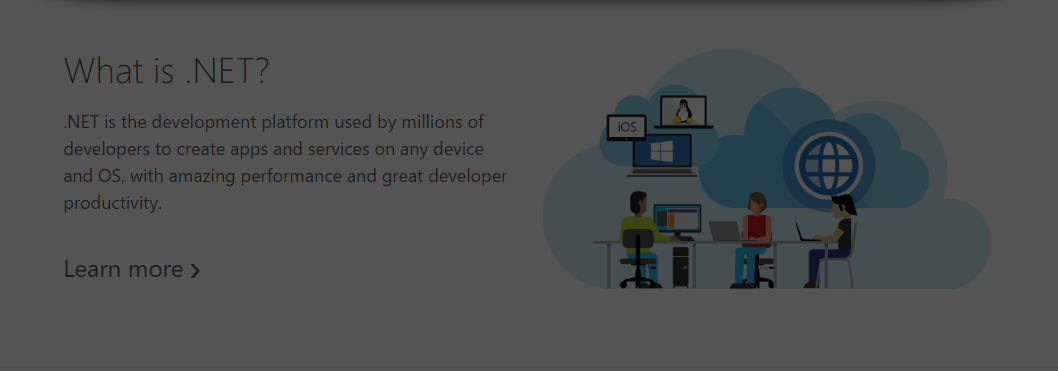 What is .NET?
.NET is the development platform used by millions of
developers to create apps and services on any device
and OS, with amazing performance and great developer
productivity.
Learn more
iOS